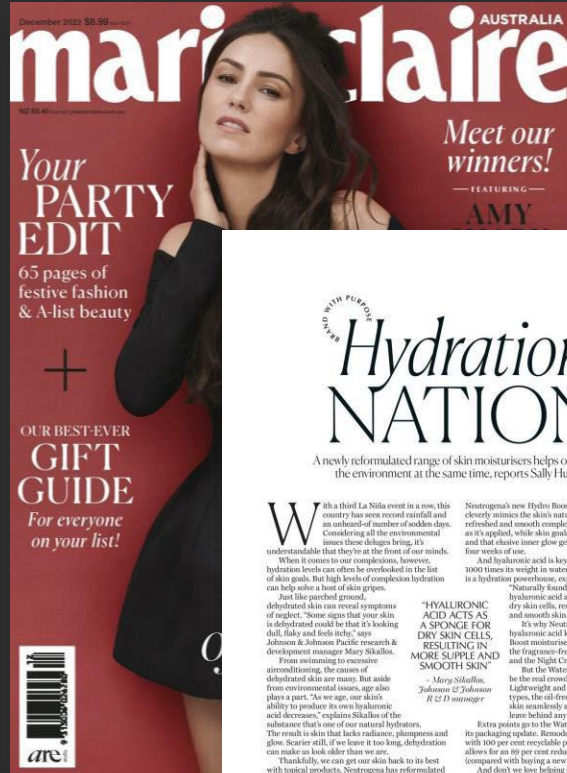 December 2022 $8.99
AUSTRALIA
marie claire
Your
PARTY
EDIT
65 pages of
festive fashion
& A-list beauty
+
OUR BEST-EVER
GIFT
GUIDE
For everyone
on your list!
are
Meet our
winners!
FEATURING
AMY
BRAND WITH PURPOSE
Hydration
NATION
A newly reformulated range of skin moisturisers helps
the environment at the same time, reports Sally
With a third La Niña event in a row, this
country has seen record rainfall and
an unheard-of number of sodden days.
Considering all the environmental
issues these deluges bring, it's
understandable that they're at the front of our minds.
When it comes to our complexions, however,
hydration levels can often be overlooked in the list
of skin goals. But high levels of complexion hydration
can help solve a host of skin gripes.
Just like parched ground,
dehydrated skin can reveal symptoms
of neglect. "Some signs that your skin
is dehydrated could be that it's looking
dull, flaky and feels itchy," says
Johnson & Johnson Pacific research &
development manager Mary Sikallos.
From swimming to excessive
airconditioning, the causes of
dehydrated skin are many. But aside
from environmental issues, age also
plays a part. "As we age, our skin's
ability to produce its own hyaluronic
acid decreases," explains Sikallos of the
substance that's one of our natural hydrators.
The result is skin that lacks radiance, plumpness and
glow. Scarier still, if we leave it too long, dehydration
can make us look older than we are.
Thankfully, we can get our skin back to its best
with topical products. Neutrogena has reformulated
"HYALURONIC
ACID ACTS AS
A SPONGE FOR
DRY SKIN CELLS,
RESULTING IN
MORE SUPPLE AND
SMOOTH SKIN"
– Mary Sikallos,
Johnson & Johnson
R & D manager
Neutrogena's new Hydro Boos
cleverly mimics the skin's natu
refreshed and smooth complex
as it's applied, while skin goals
and that elusive inner glow ge
four weeks of use.
And hyaluronic acid is key
1000 times its weight in water
is a hydration powerhouse, exp
"Naturally found
hyaluronic acid a
dry skin cells, res
and smooth skin.
It's why Neutr
hyaluronic acid
Boost moisturise
the fragrance-fre
and the Night Cr
But the Wate
be the real crowd
Lightweight and
types, the oil-free
skin seamlessly a
leave behind any
Extra points go to the Wat
its packaging update. Remode
with 100 per cent recyclable p
allows for an 89 per cent redu
(compared with buying a new
And don't we love helping